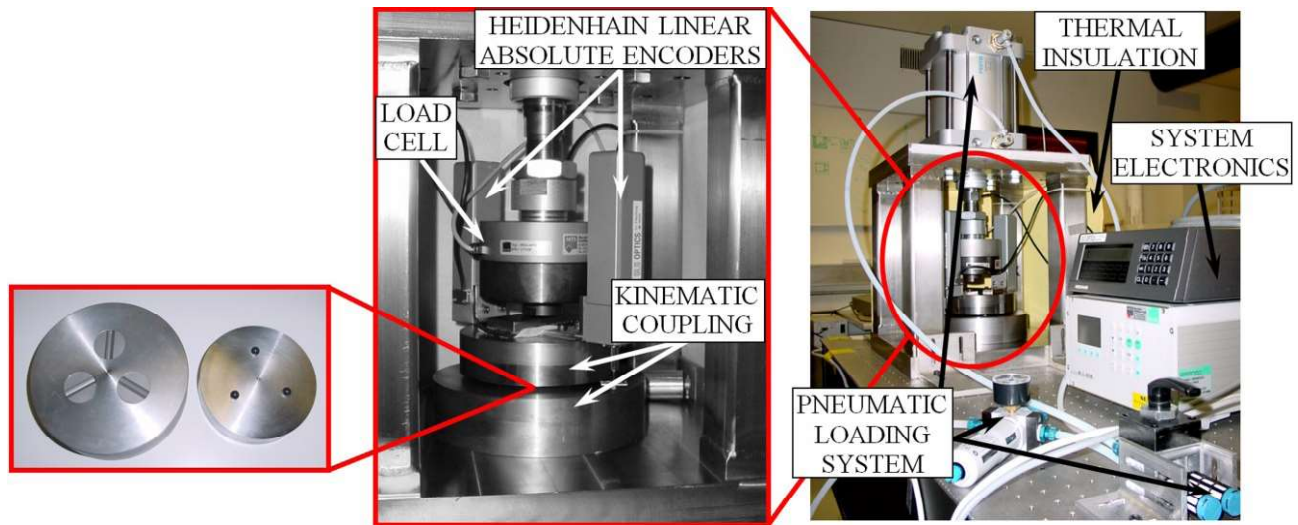 HEIDENHAIN LINEAR
ABSOLUTE ENCODERS
LOAD
CELL
KINEMATIC
COUPLING
THERMAL
INSULATION
SYSTEM
ELECTRONICS
PNEUMATIC
LOADING
SYSTEM
OPTICS